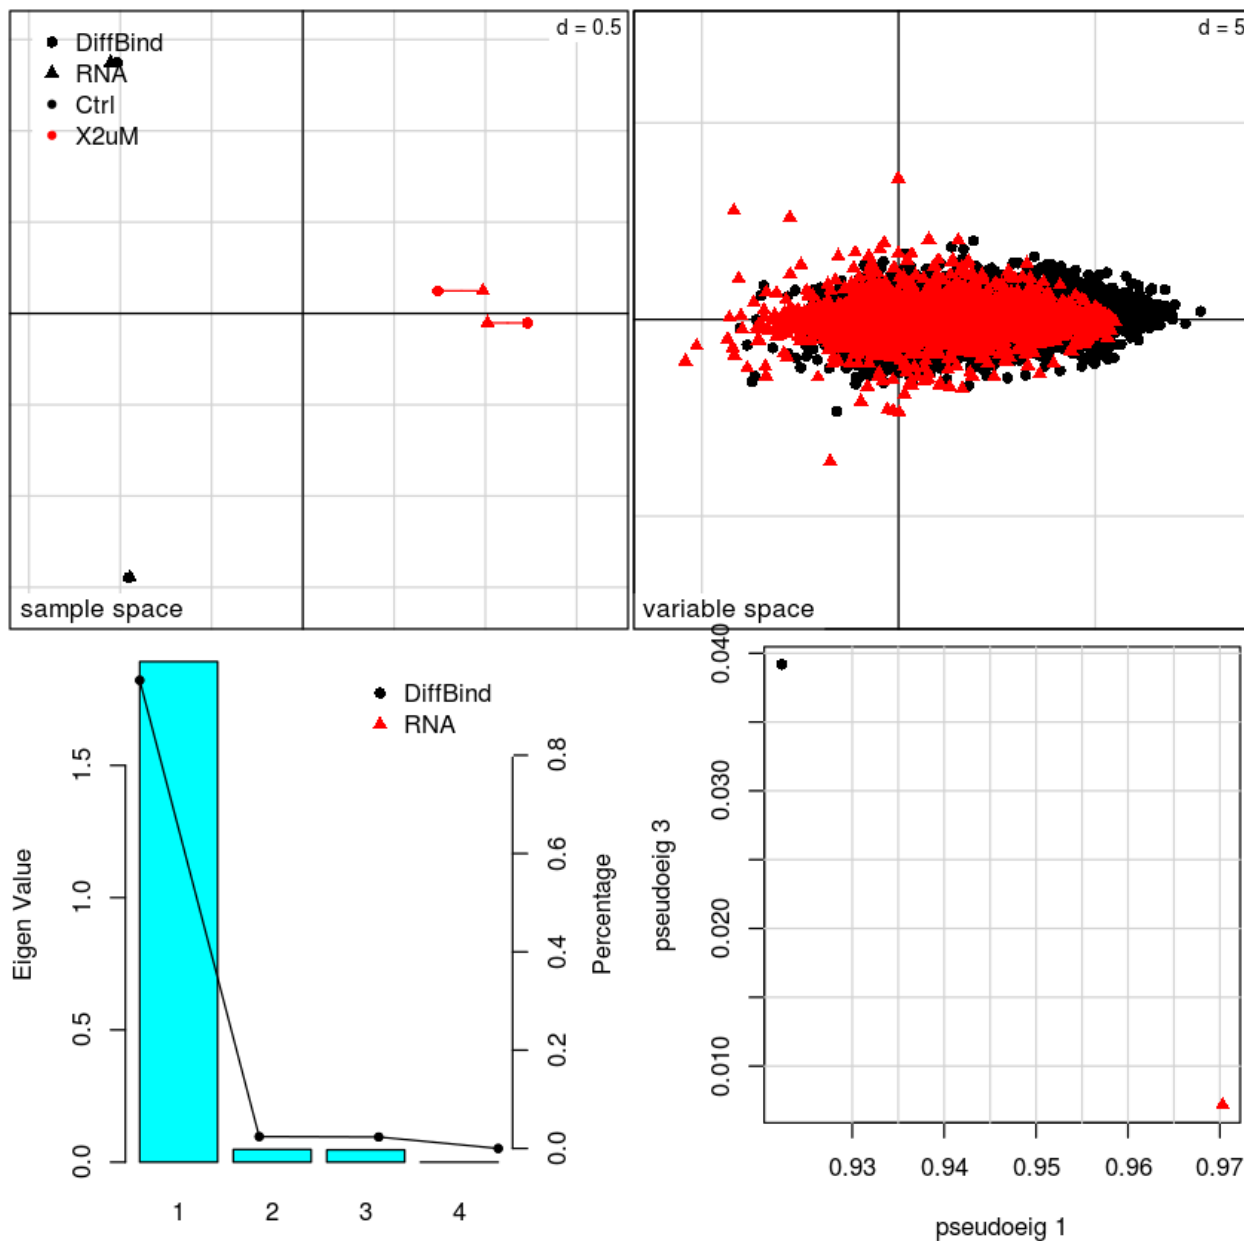 d = 0.5
DiffBind
RNA
Ctrl
X2uM
sample space
d = 5
variable space
DiffBind
RNA
Eigen Value
0.0
0.5
1.0
1.5
1
2
3
4
Percentage
0.0
0.2
0.4
0.6
0.8
pseudoeig 3
0.010
0.020
0.030
0.040
0.93
0.94
0.95
0.96
0.97
pseudoeig 1